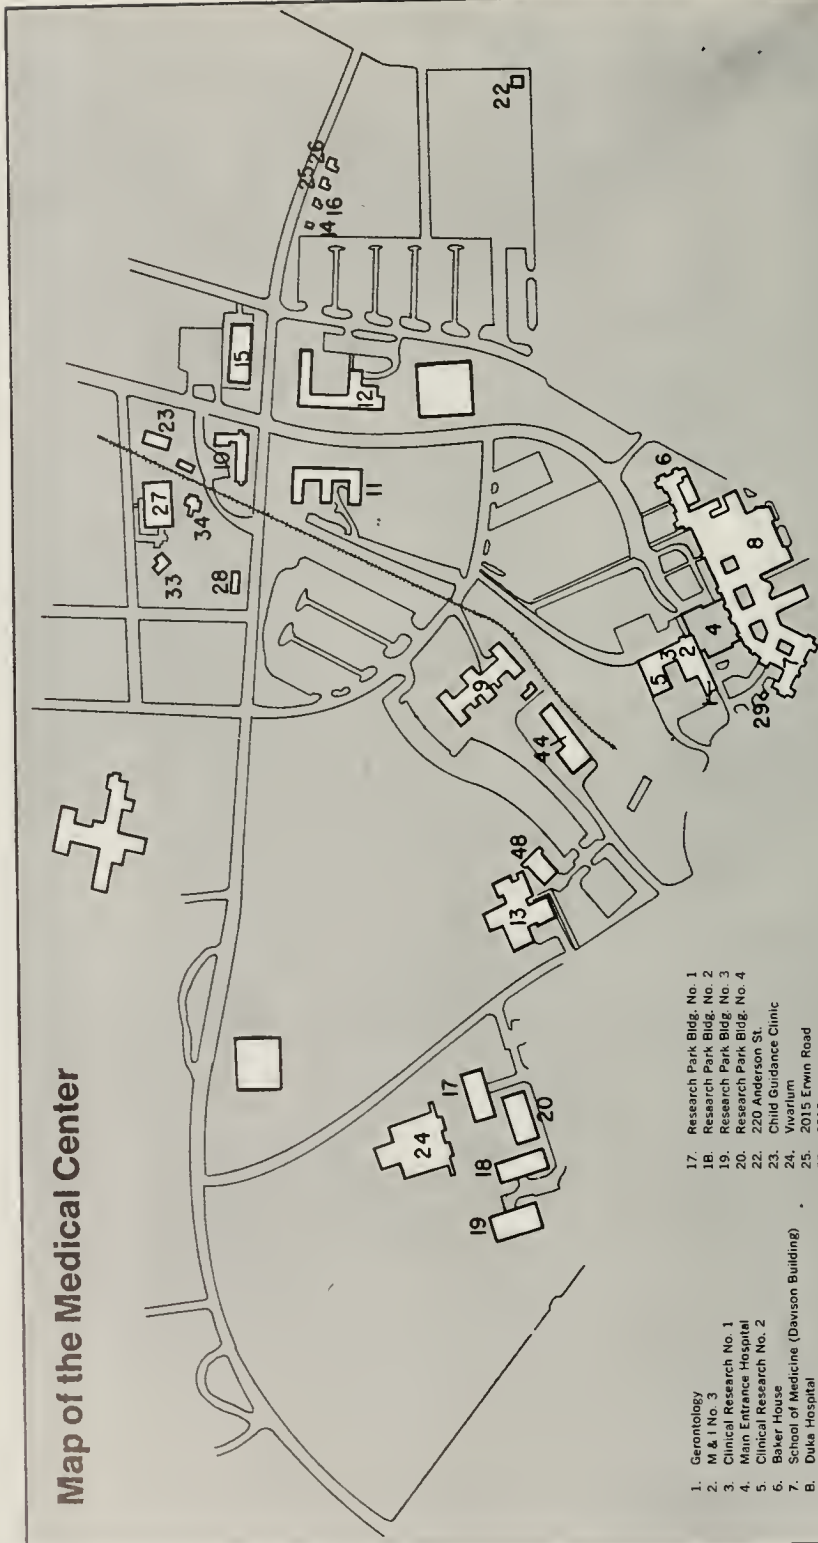 Map of the Medical Center
33
27
23
34
28
10
15
25
26
16
22
12
11
9
44
48
13
24
17
18
19
20
5
3
2
4
6
8
29
1. Gerontology
2. M & I No. 3
3. Clinical Research No. 1
4. Main Entrance Hospital
5. Clinical Research No. 2
6. Baker House
7. School of Medicine (Davison Building)
8. Duke Hospital
17. Research Park Bldg. No. 1
18. Research Park Bldg. No. 2
19. Research Park Bldg. No. 3
20. Research Park Bldg. No. 4
22. 220 Anderson St.
23. Child Guidance Clinic
24. Vivarium
25. 2015 Erwin Road